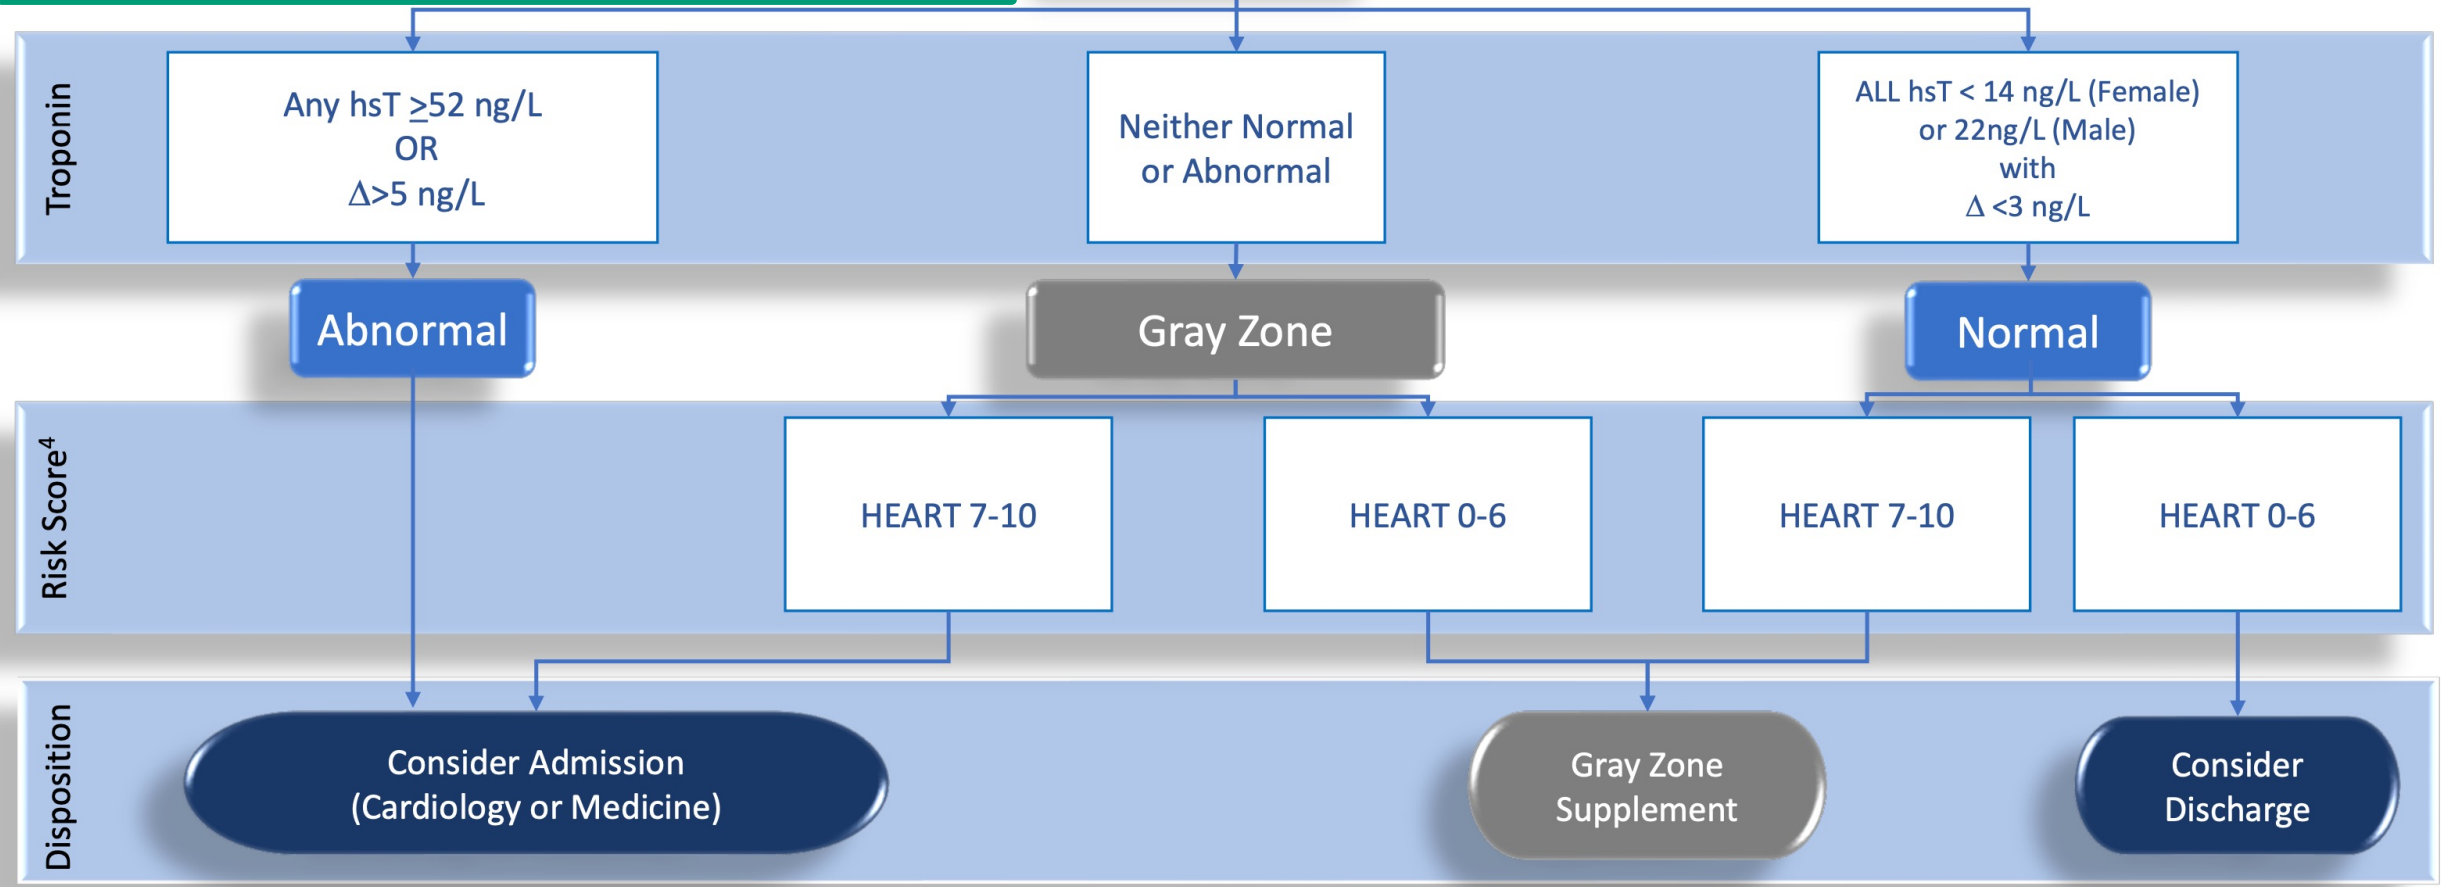 Troponin
Any hsT ≥52 ng/L
OR
Δ>5 ng/L
Neither Normal
or Abnormal
ALL hsT < 14 ng/L (Female)
or 22ng/L (Male)
with
Δ <3 ng/L
Abnormal
Gray Zone
Normal
Risk Score⁴
HEART 7-10
HEART 0-6
HEART 7-10
HEART 0-6
Disposition
Consider Admission
(Cardiology or Medicine)
Gray Zone
Supplement
Consider
Discharge